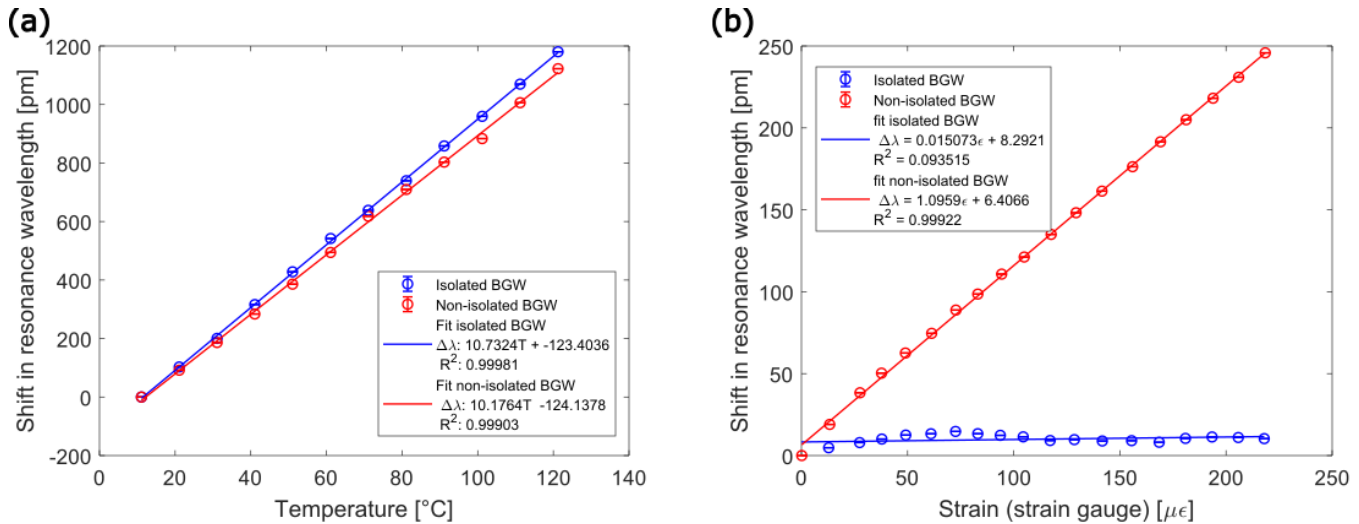 (a)
1200
1000
800
600
400
200
0
-200
Shift in resonance wavelength [pm]
Isolated BGW
Non-isolated BGW
Fit isolated BGW
Δλ: 10.7324T + -123.4036
R²: 0.99981
Fit non-isolated BGW
Δλ: 10.1764T -124.1378
R²: 0.99903
0 20 40 60 80 100 120 140
Temperature [°C]
(b)
250
200
150
100
50
0
Shift in resonance wavelength [pm]
Isolated BGW
Non-isolated BGW
fit isolated BGW
Δλ = 0.015073ϵ + 8.2921
R² = 0.093515
fit non-isolated BGW
Δλ = 1.0959ϵ + 6.4066
R² = 0.99922
0 50 100 150 200 250
Strain (strain gauge) [μϵ]